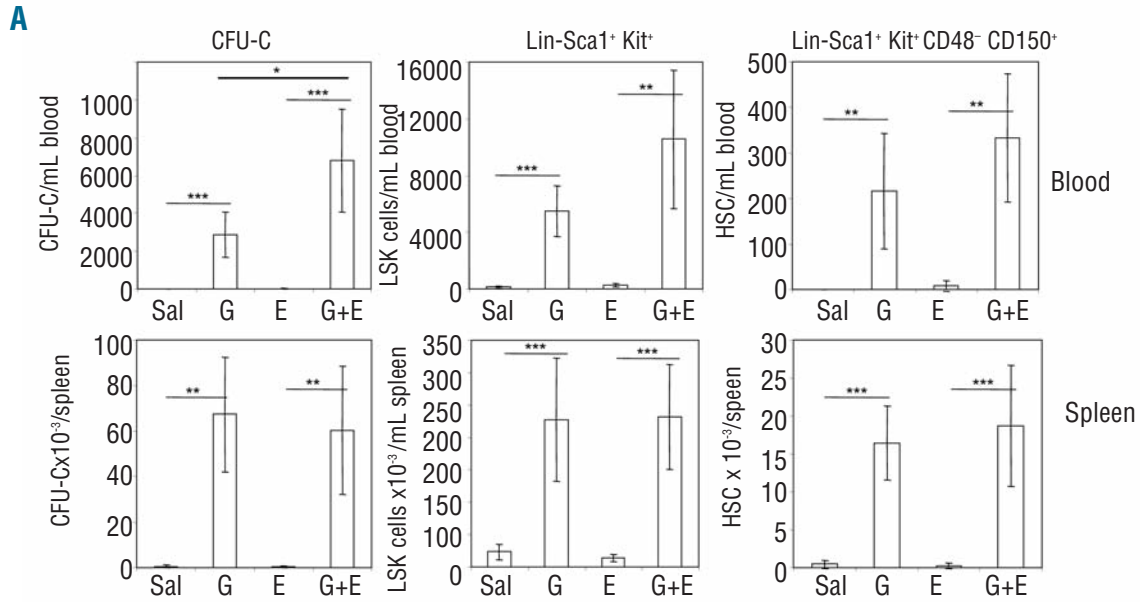 A
CFU-C
Lin-Sca1⁺ Kit⁺
Lin-Sca1⁺ Kit⁺ CD48⁻ CD150⁺
CFU-C/mL blood
1000
8000
6000
4000
2000
0
***
*
***
Sal G E G+E
LSK cells/mL blood
16000
12000
8000
4000
0
***
**
Sal G E G+E
HSC/mL blood
500
400
300
200
100
0
**
**
Sal G E G+E
Blood
CFU-Cx10⁻³/spleen
100
80
60
40
20
0
**
**
Sal G E G+E
LSK cells x10⁻³/mL spleen
350
300
250
200
150
100
50
0
***
***
Sal G E G+E
HSC x 10⁻³/speen
30
25
20
15
10
5
0
***
***
Sal G E G+E
Spleen